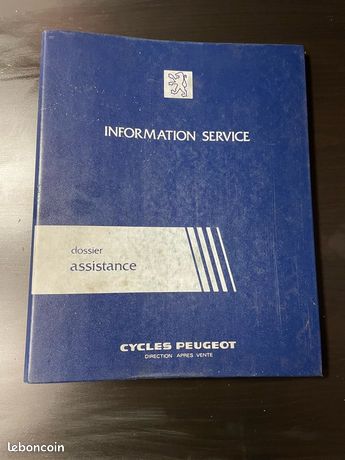 INFORMATION SERVICE
dossier
assistance
CYCLES PEUGEOT
DIRECTION APRES VENTE
leboncoin